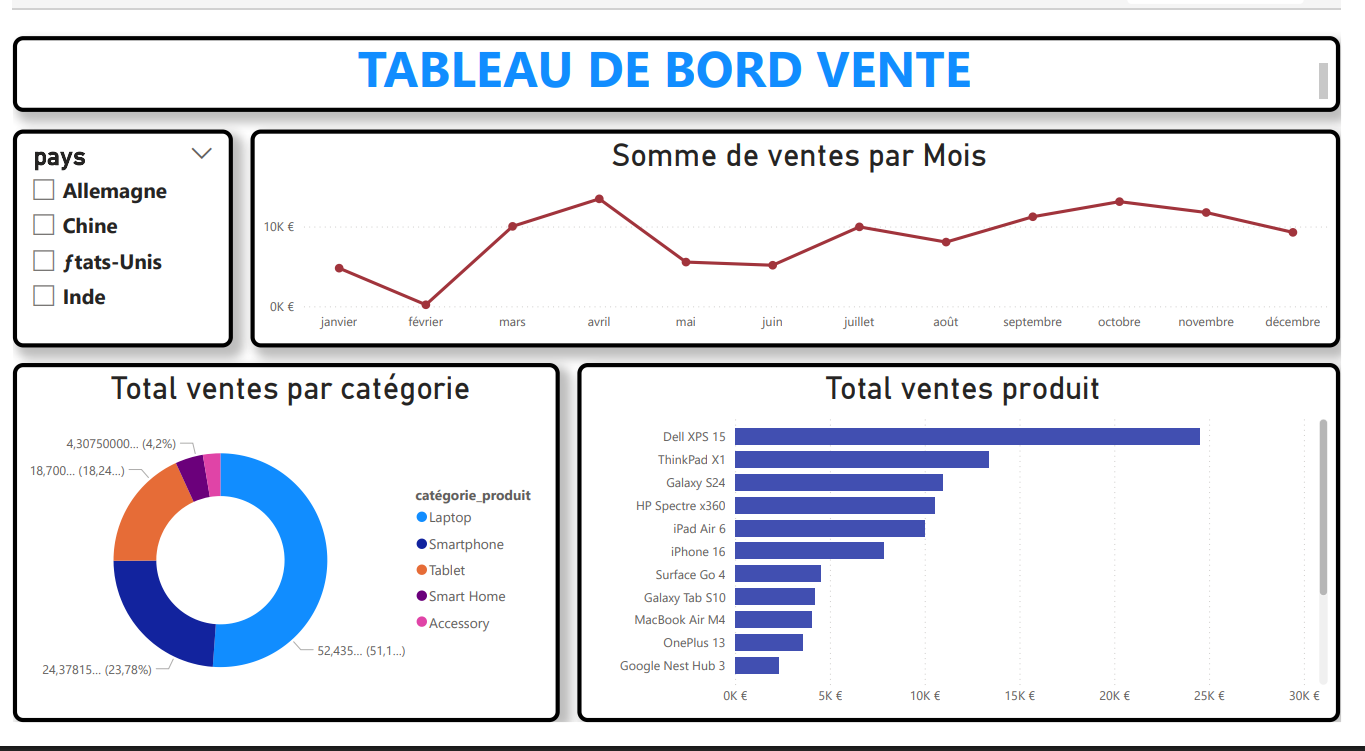 TABLEAU DE BORD VENTE
pays
Allemagne
Chine
ƒtats-Unis
Inde
Somme de ventes par Mois
10K €
0K €
janvier février mars avril mai juin juillet août septembre octobre novembre décembre
Total ventes par catégorie
4,30750000... (4,2%)
18,700... (18,24...)
24,37815... (23,78%)
52,435... (51,1...)
catégorie_produit
Laptop
Smartphone
Tablet
Smart Home
Accessory
Total ventes produit
Dell XPS 15
ThinkPad X1
Galaxy S24
HP Spectre x360
iPad Air 6
iPhone 16
Surface Go 4
Galaxy Tab S10
MacBook Air M4
OnePlus 13
Google Nest Hub 3
0K € 5K € 10K € 15K € 20K € 25K € 30K €